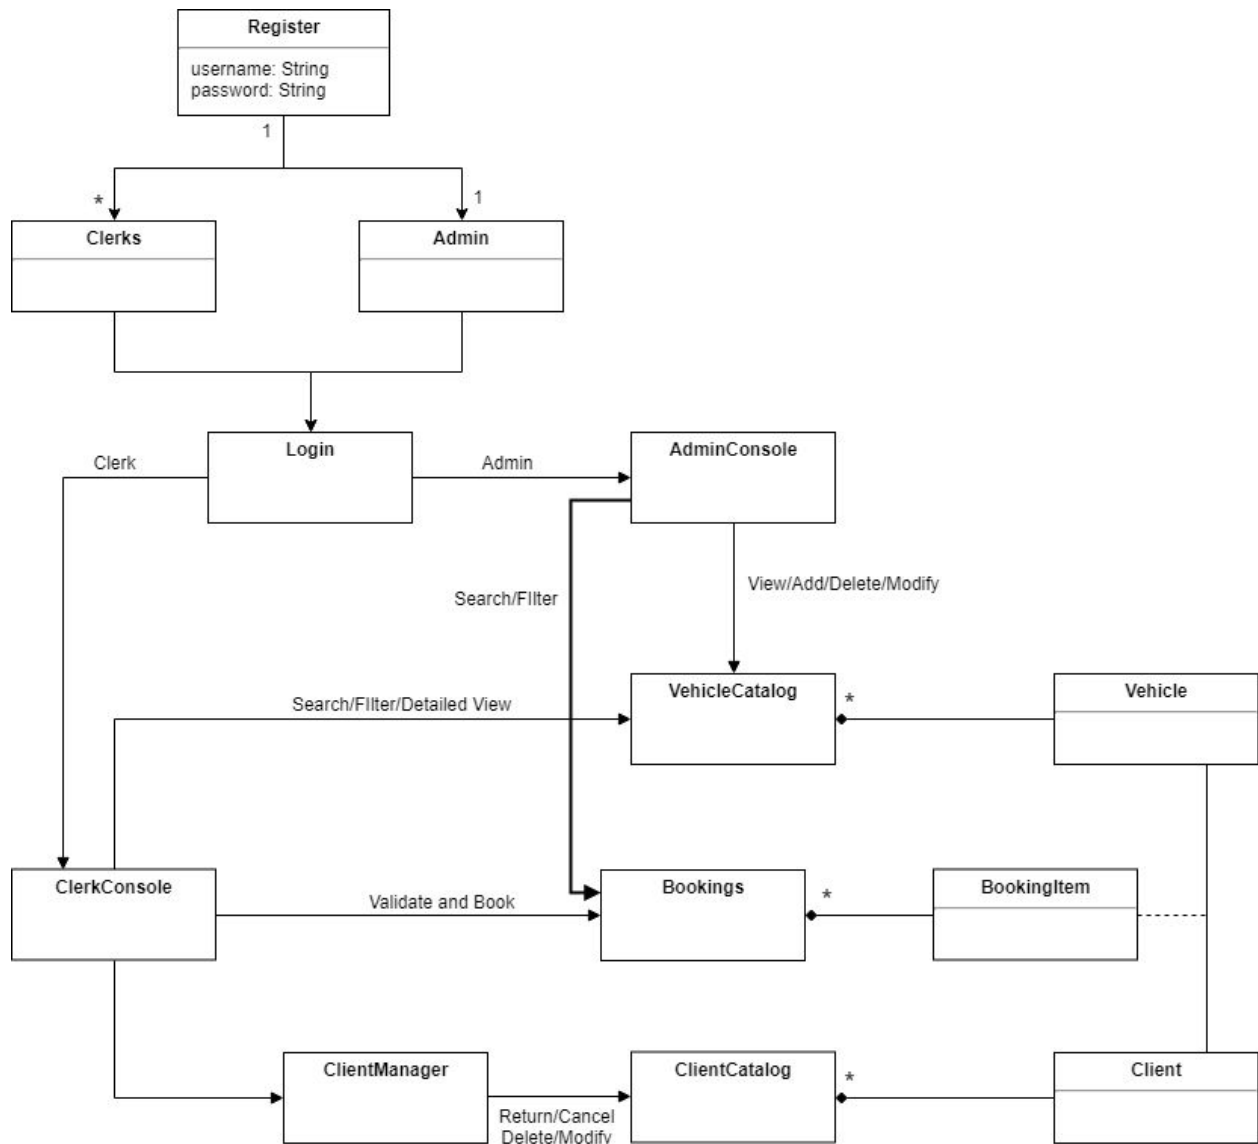 Register
username: String
password: String
1
*
1
Clerks
Admin
Login
AdminConsole
Clerk
Admin
Search/FIlter
View/Add/Delete/Modify
VehicleCatalog
*
Vehicle
Search/FIlter/Detailed View
ClerkConsole
Validate and Book
Bookings
*
BookingItem
ClientManager
Return/Cancel
Delete/Modify
ClientCatalog
*
Client